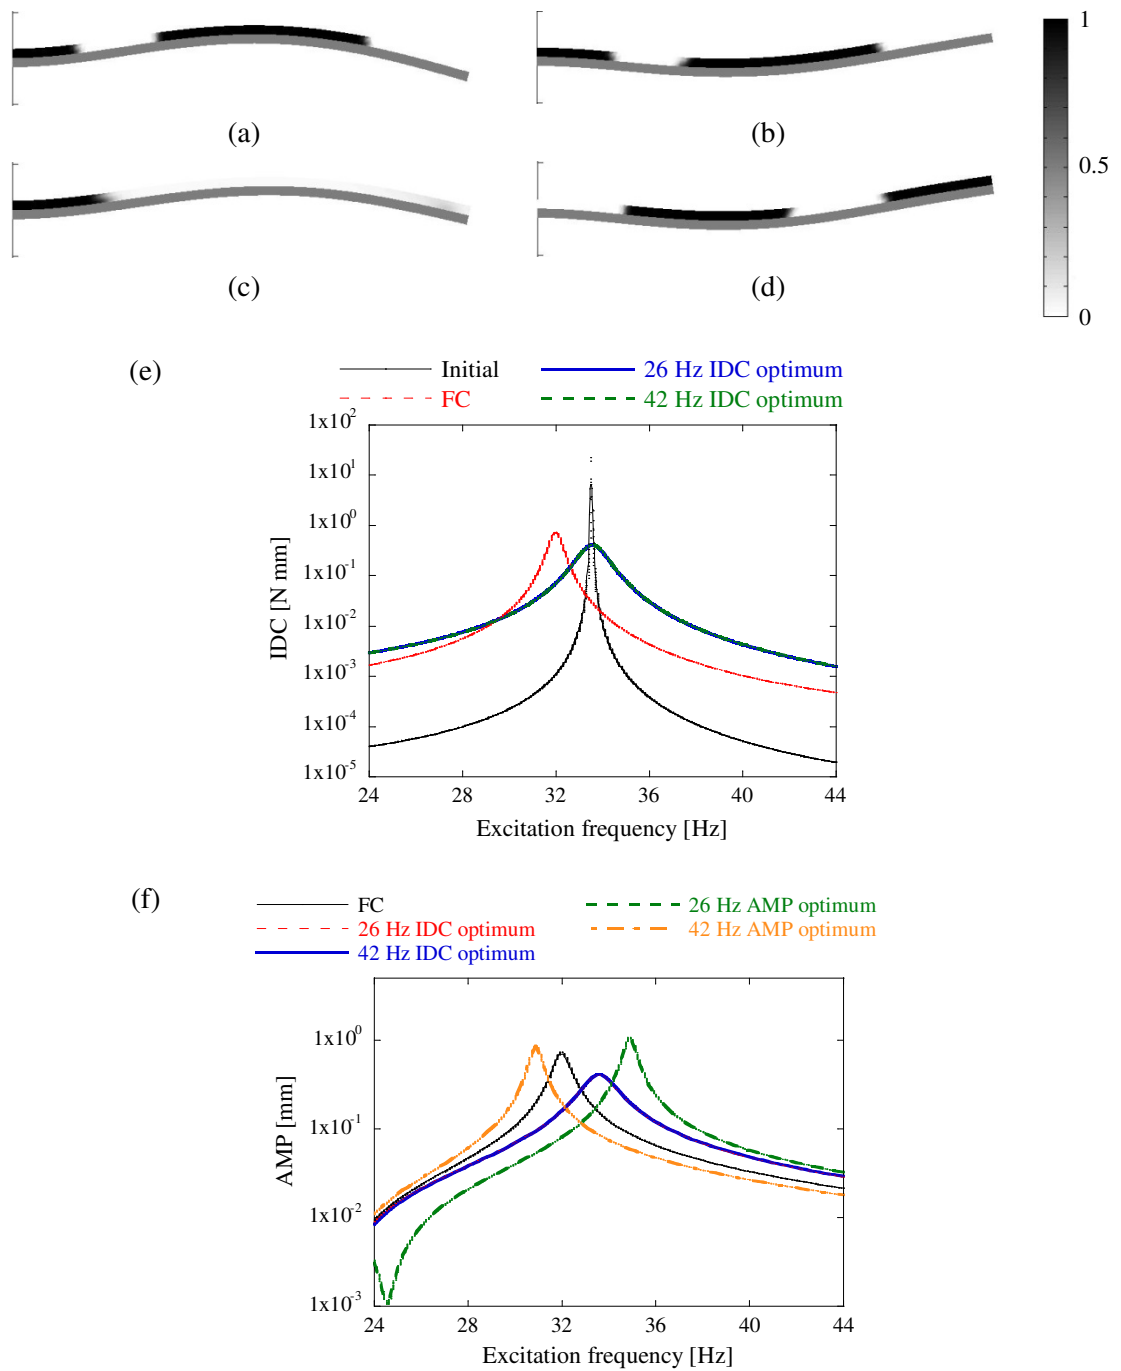 1
(a)
(b)
0.5
(c)
(d)
0
(e)
Initial
26 Hz IDC optimum
FC
42 Hz IDC optimum
1x10^2
1x10^1
1x10^0
1x10^-1
1x10^-2
1x10^-3
1x10^-4
1x10^-5
IDC [N mm]
24 28 32 36 40 44
Excitation frequency [Hz]
(f)
FC
26 Hz AMP optimum
26 Hz IDC optimum
42 Hz AMP optimum
42 Hz IDC optimum
1x10^0
1x10^-1
1x10^-2
1x10^-3
AMP [mm]
24 28 32 36 40 44
Excitation frequency [Hz]